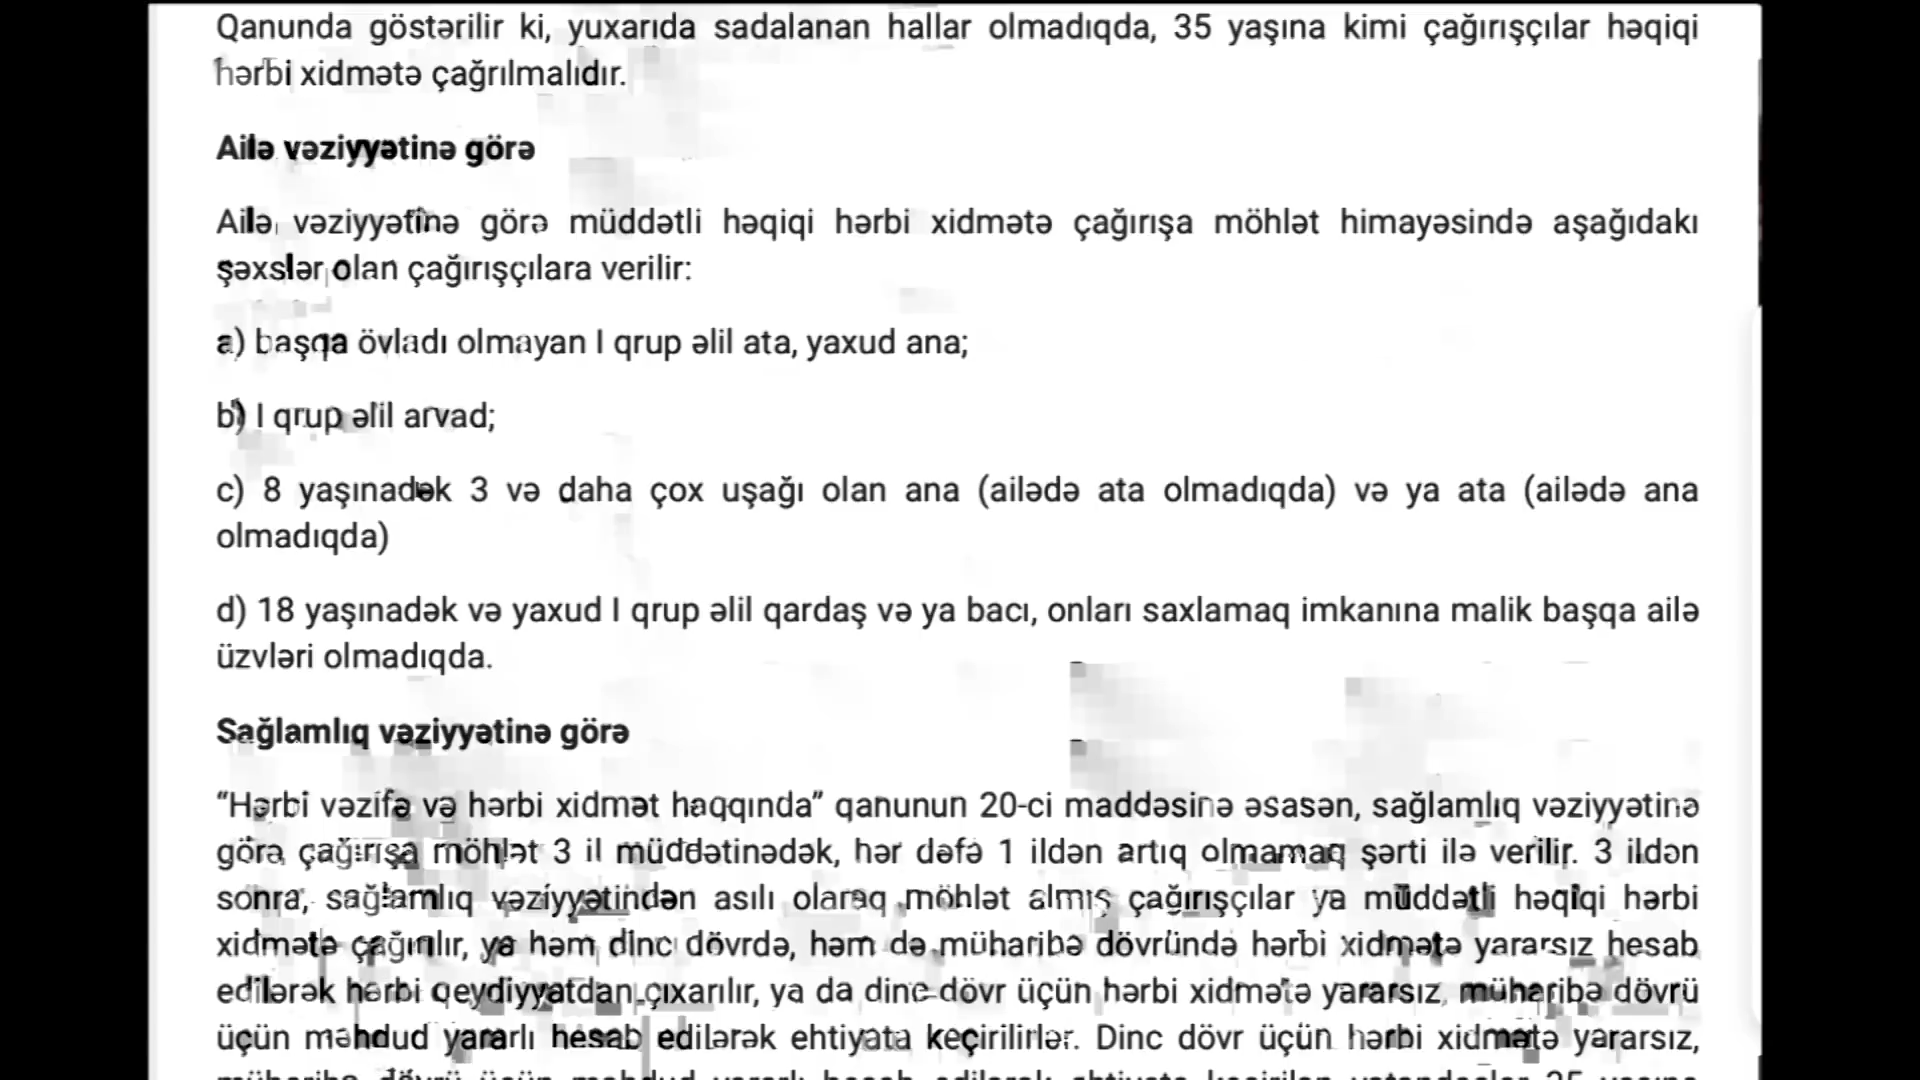 Qanunda göstərilir ki, yuxarıda sadalanan hallar olmadıqda, 35 yaşına kimi çağırışçılar həqiqi
hərbi xidmətə çağrılmalıdır.
Ailə vəziyyətinə görə
Ailə vəziyyətinə görə müddətli həqiqi hərbi xidmətə çağırışa möhlət himayəsində aşağıdakı
şəxslər olan çağırışçılara verilir:
a) başqa övladı olmayan I qrup əlil ata, yaxud ana;
b) I qrup əlil arvad;
c) 8 yaşınadək 3 və daha çox uşağı olan ana (ailədə ata olmadıqda) və ya ata (ailədə ana
olmadıqda)
d) 18 yaşınadək və yaxud I qrup əlil qardaş və ya bacı, onları saxlamaq imkanına malik başqa ailə
üzvləri olmadıqda.
Sağlamlıq vəziyyətinə görə
“Hərbi vəzifə və hərbi xidmət haqqında” qanunun 20-ci maddəsinə əsasən, sağlamlıq vəziyyətinə
görə çağırışa möhlət 3 il müddətinədək, hər dəfə 1 ildən artıq olmamaq şərti ilə verilir. 3 ildən
sonra, sağlamlıq vəziyyətindən asılı olaraq möhlət almış çağırışçılar ya müddətli həqiqi hərbi
xidmətə çağırılır, ya həm dinc dövrdə, həm də müharibə dövründə hərbi xidmətə yararsız hesab
edilərək hərbi qeydiyyatdan çıxarılır, ya da dinc dövr üçün hərbi xidmətə yararsız, müharibə dövrü
üçün məhdud yararlı hesab edilərək ehtiyata keçirilirlər. Dinc dövr üçün hərbi xidmətə yararsız,